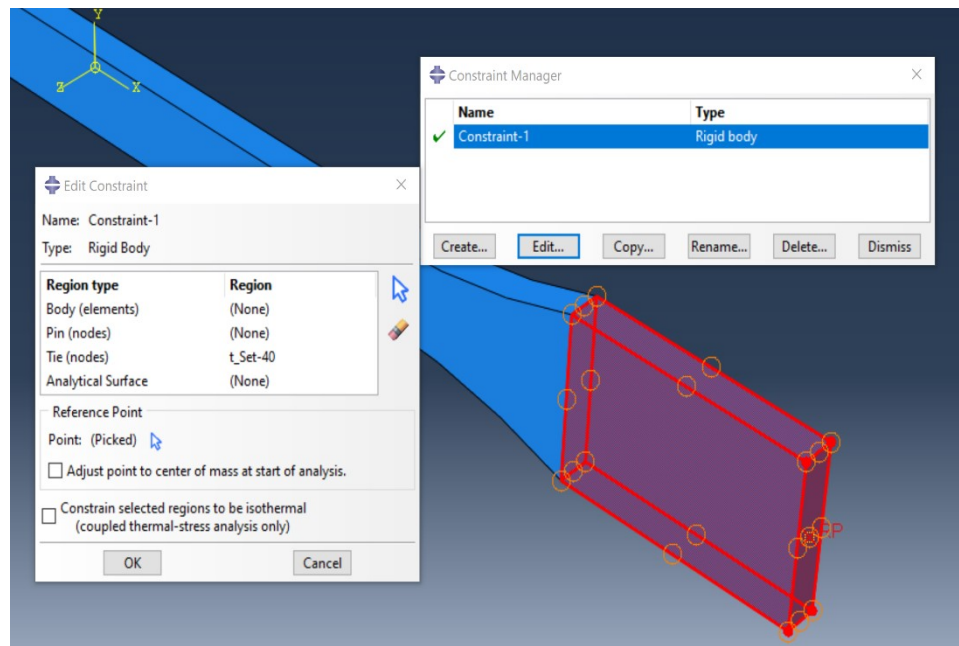 Y
Z
X
Constraint Manager
Name Type
Constraint-1 Rigid body
Create... Edit... Copy... Rename... Delete... Dismiss
Edit Constraint
Name: Constraint-1
Type: Rigid Body
Region type Region
Body (elements) (None)
Pin (nodes) (None)
Tie (nodes) t_Set-40
Analytical Surface (None)
Reference Point
Point: (Picked)
Adjust point to center of mass at start of analysis.
Constrain selected regions to be isothermal
(coupled thermal-stress analysis only)
OK Cancel
RP